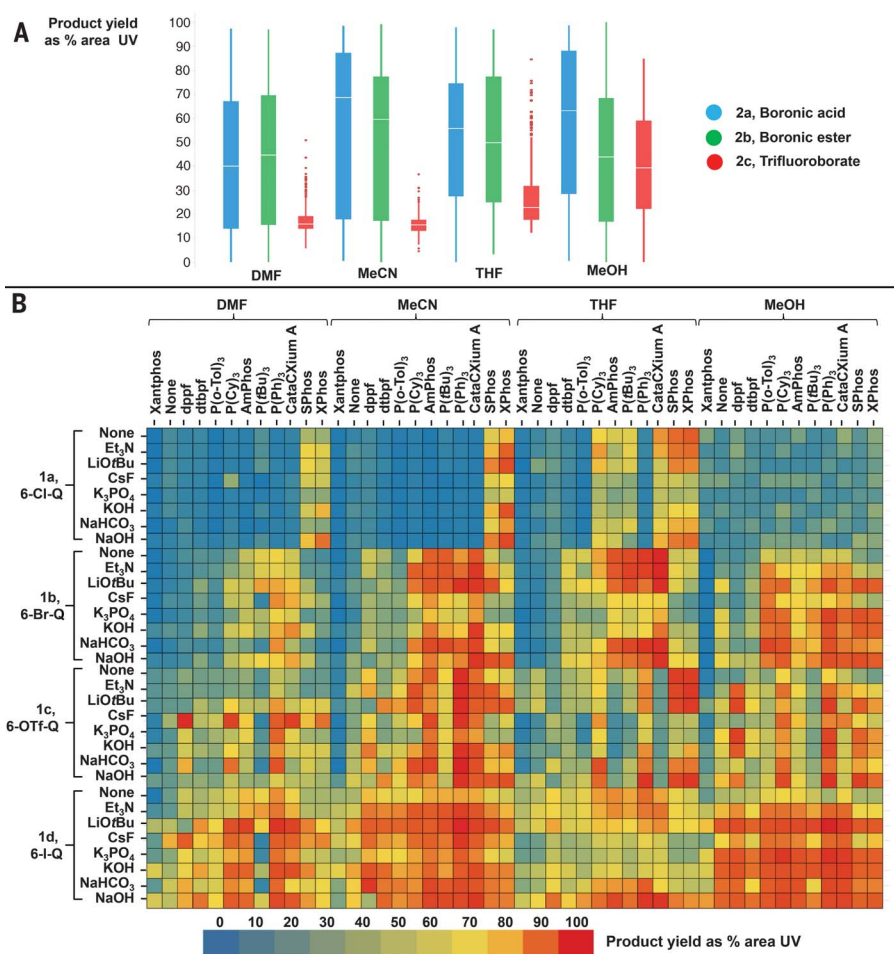 A
Product yield
as % area UV
100
90
80
70
60
50
40
30
20
10
0
DMF
MeCN
THF
MeOH
2a, Boronic acid
2b, Boronic ester
2c, Trifluoroborate
B
DMF
MeCN
THF
MeOH
Xantphos
None
dppf
dtbpf
P(o-Tol)₃
P(Cy)₃
AmPhos
P(tBu)₃
P(Ph)₃
CataCXium A
SPhos
XPhos
Xantphos
None
dppf
dtbpf
P(o-Tol)₃
P(Cy)₃
AmPhos
P(tBu)₃
P(Ph)₃
CataCXium A
SPhos
XPhos
Xantphos
None
dppf
dtbpf
P(o-Tol)₃
P(Cy)₃
AmPhos
P(tBu)₃
P(Ph)₃
CataCXium A
SPhos
XPhos
Xantphos
None
dppf
dtbpf
P(o-Tol)₃
P(Cy)₃
AmPhos
P(tBu)₃
P(Ph)₃
CataCXium A
SPhos
XPhos
1a,
6-Cl-Q
None
Et₃N
LiOtBu
CsF
K₃PO₄
KOH
NaHCO₃
NaOH
1b,
6-Br-Q
None
Et₃N
LiOtBu
CsF
K₃PO₄
KOH
NaHCO₃
NaOH
1c,
6-OTf-Q
None
Et₃N
LiOtBu
CsF
K₃PO₄
KOH
NaHCO₃
NaOH
1d,
6-I-Q
None
Et₃N
LiOtBu
CsF
K₃PO₄
KOH
NaHCO₃
NaOH
0 10 20 30 40 50 60 70 80 90 100
Product yield as % area UV